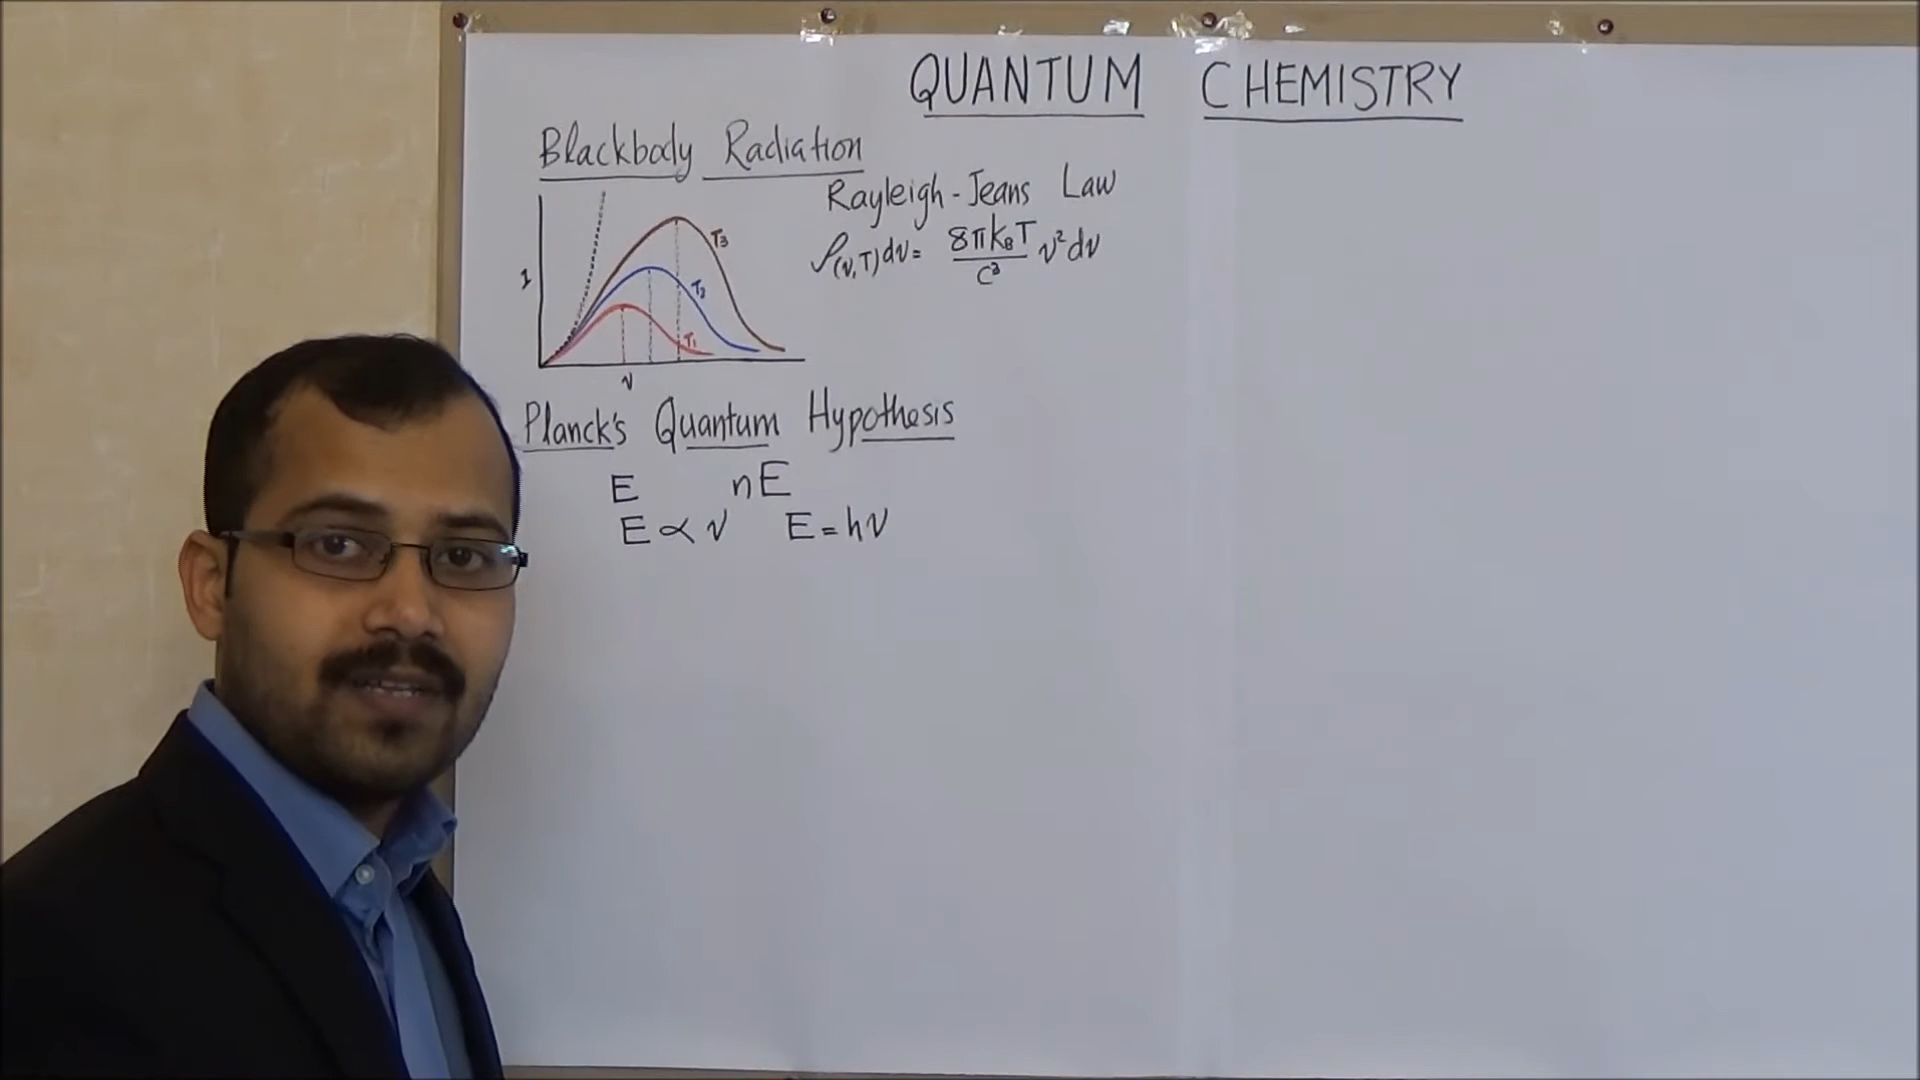 QUANTUM CHEMISTRY
Blackbody Radiation
Rayleigh-Jeans Law
ρ(ν,T)dν = 8πk_BT/c³ ν²dν
I
T3
T2
T1
ν
Planck's Quantum Hypothesis
E nE
E ∝ ν E = hν